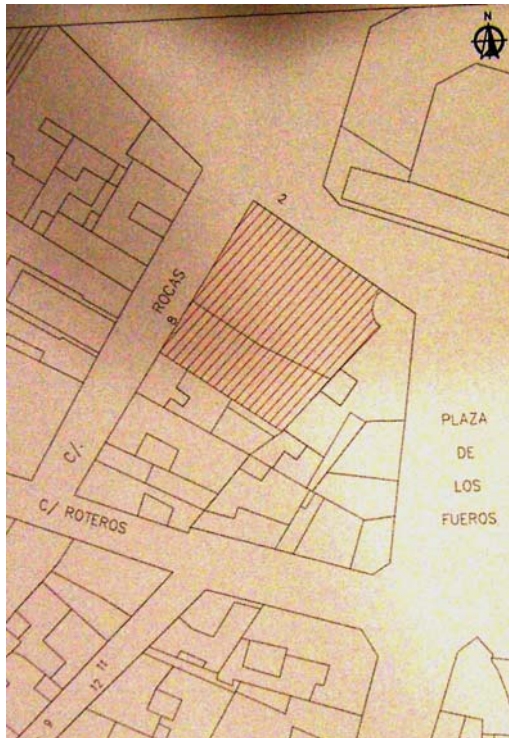 N
2
ROCAS
8
C/.
PLAZA
DE
LOS
FUEROS
C/ ROTEROS
11
12
9